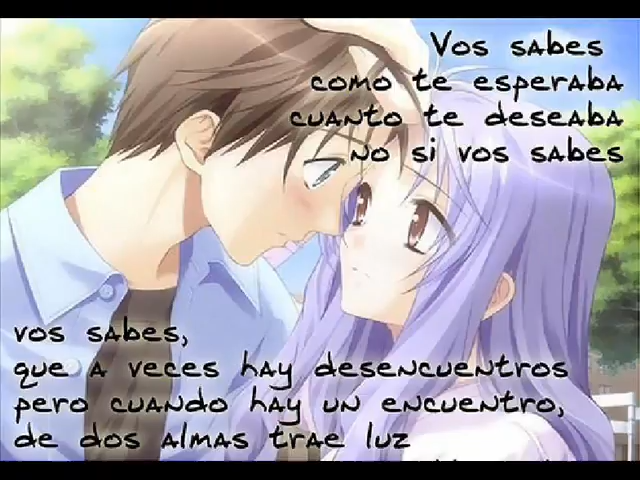 Vos sabes
como te esperaba
cuanto te deseaba
no si vos sabes
vos sabes,
que a veces hay desencuentros
pero cuando hay un encuentro,
de dos almas trae luz